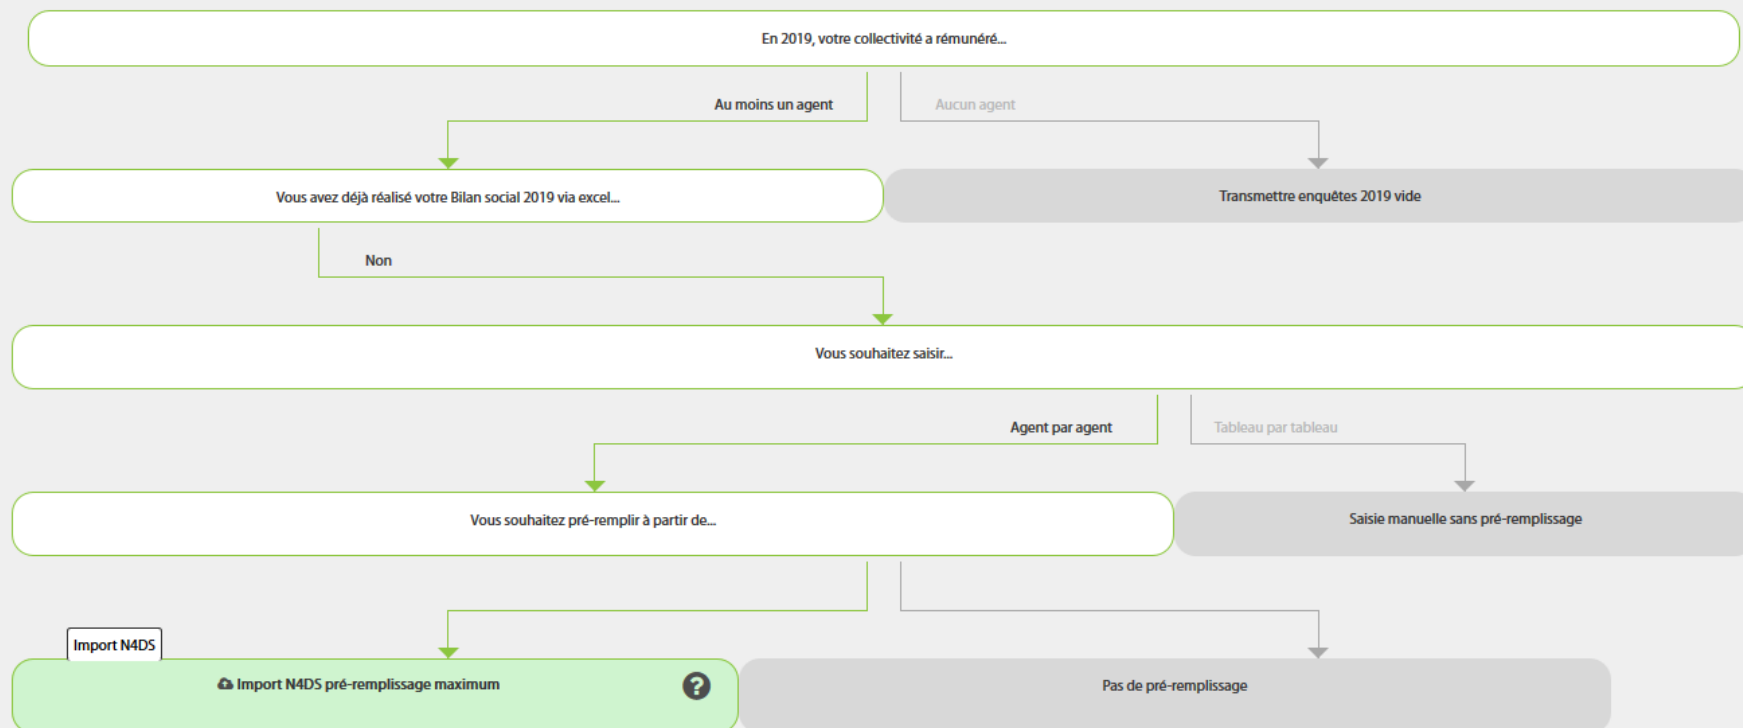 En 2019, votre collectivité a rémunéré...
Au moins un agent
Aucun agent
Vous avez déjà réalisé votre Bilan social 2019 via excel...
Transmettre enquêtes 2019 vide
Non
Vous souhaitez saisir...
Agent par agent
Tableau par tableau
Vous souhaitez pré-remplir à partir de...
Saisie manuelle sans pré-remplissage
Import N4DS
Import N4DS pré-remplissage maximum
?
Pas de pré-remplissage